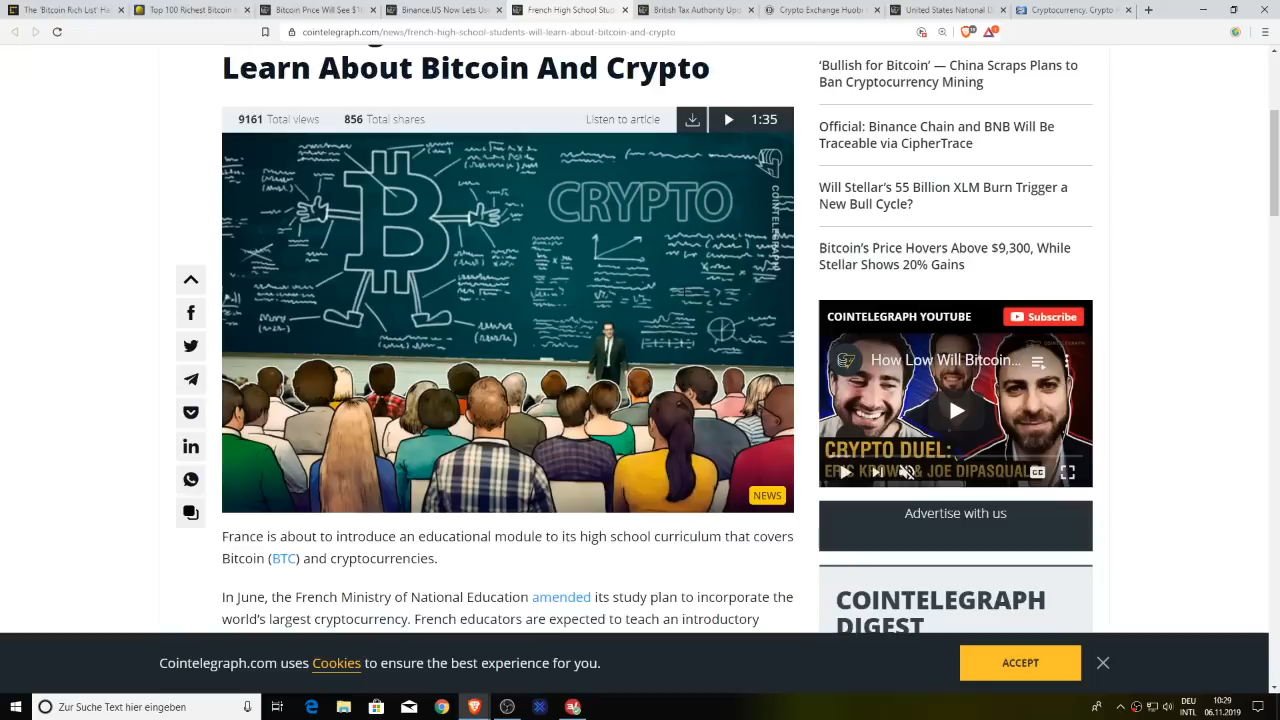 The 'Bitcoin Rich List' Ha
Top 100 Richest Bitcoin
Bitcoin Price Will See $1
Binance.US Now Lets Use
French High School Stud
British Tax Authority Upd
Crypto Exchange Huobi
United States National D
Cryptocurrency, Crypto
cointelegraph.com/news/french-high-school-students-will-learn-about-bitcoin-and-crypto
Learn About Bitcoin And Crypto
9161 Total views 856 Total shares Listen to article 1:35
CRYPTO
COINTELEGRAPH
NEWS
France is about to introduce an educational module to its high school curriculum that covers
Bitcoin (BTC) and cryptocurrencies.
In June, the French Ministry of National Education amended its study plan to incorporate the
world's largest cryptocurrency. French educators are expected to teach an introductory
'Bullish for Bitcoin' — China Scraps Plans to
Ban Cryptocurrency Mining
Official: Binance Chain and BNB Will Be
Traceable via CipherTrace
Will Stellar's 55 Billion XLM Burn Trigger a
New Bull Cycle?
Bitcoin's Price Hovers Above $9,300, While
Stellar Shows 20% Gains
COINTELEGRAPH YOUTUBE Subscribe
How Low Will Bitcoin...
CRYPTO DUEL:
ERIC KROWN & JOE DIPASQUAL
CC
Advertise with us
COINTELEGRAPH
DIGEST
Cointelegraph.com uses Cookies to ensure the best experience for you.
ACCEPT
Zur Suche Text hier eingeben
DEU
INTL
10:29
06.11.2019